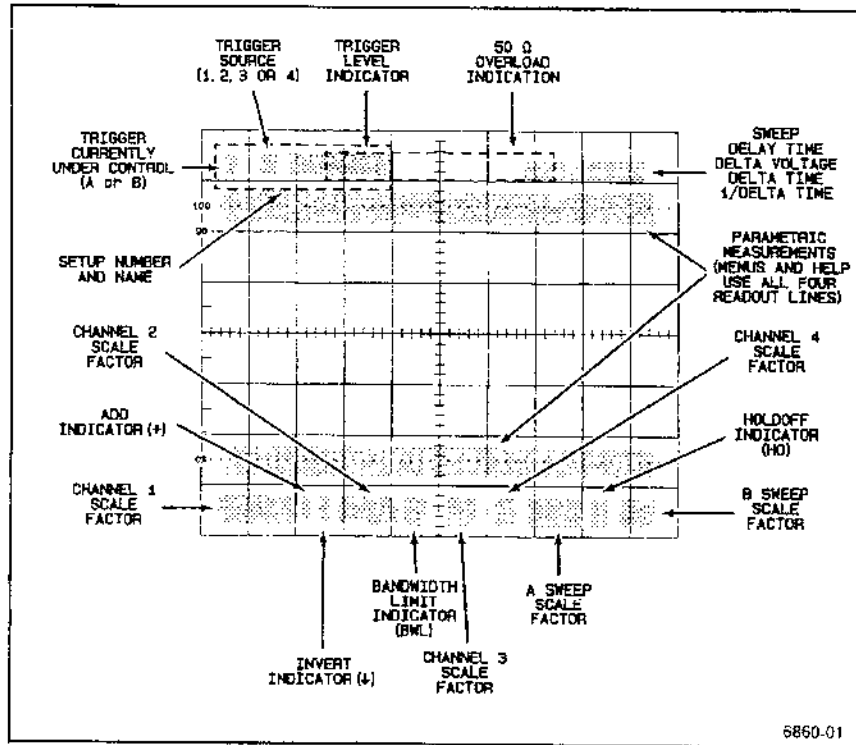 TRIGGER
SOURCE
(1, 2, 3 OR 4)
TRIGGER
LEVEL
INDICATOR
50 Ω
OVERLOAD
INDICATION
TRIGGER
CURRENTLY
UNDER CONTROL
(A or B)
SWEEP
DELAY TIME
DELTA VOLTAGE
DELTA TIME
1/DELTA TIME
100
90
SETUP NUMBER
AND NAME
PARAMETRIC
MEASUREMENTS
(MENUS AND HELP
USE ALL FOUR
READOUT LINES)
CHANNEL 2
SCALE
FACTOR
CHANNEL 4
SCALE
FACTOR
ADD
INDICATOR (+)
HOLDOFF
INDICATOR
(HO)
CHANNEL 1
SCALE
FACTOR
B SWEEP
SCALE
FACTOR
BANDWIDTH
LIMIT
INDICATOR
(BWL)
A SWEEP
SCALE
FACTOR
INVERT
INDICATOR (↓)
CHANNEL 3
SCALE
FACTOR
6860-01